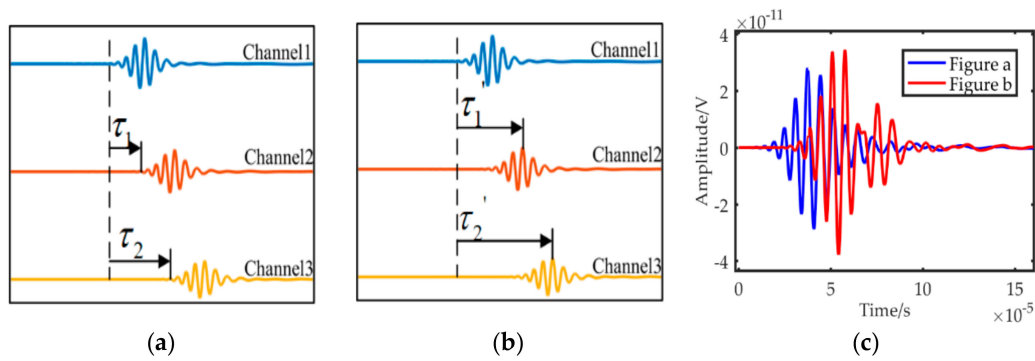 Channel1
τ1
Channel2
τ2
Channel3
(a)
Channel1
τ1'
Channel2
τ2'
Channel3
(b)
×10-11
4
2
0
-2
-4
Amplitude/V
Figure a
Figure b
0 5 10 15
Time/s
×10-5
(c)